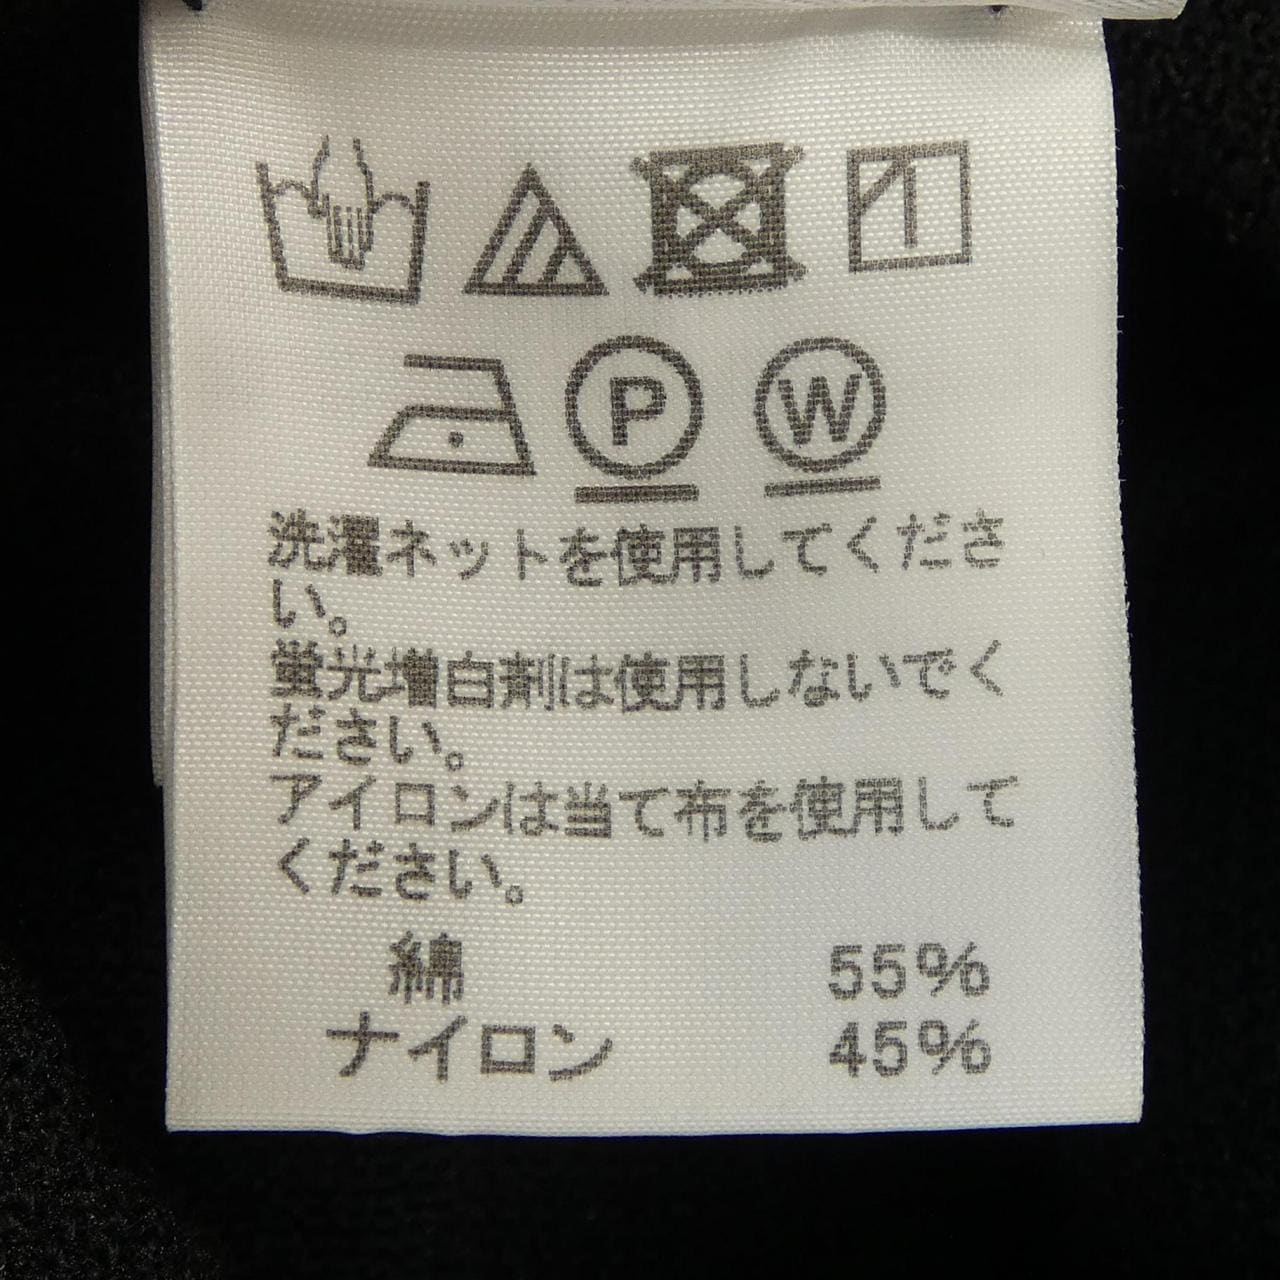 P W
洗濯ネットを使用してくださ
い。
蛍光増白剤は使用しないでく
ださい。
アイロンは当て布を使用して
ください。
綿 55%
ナイロン 45%